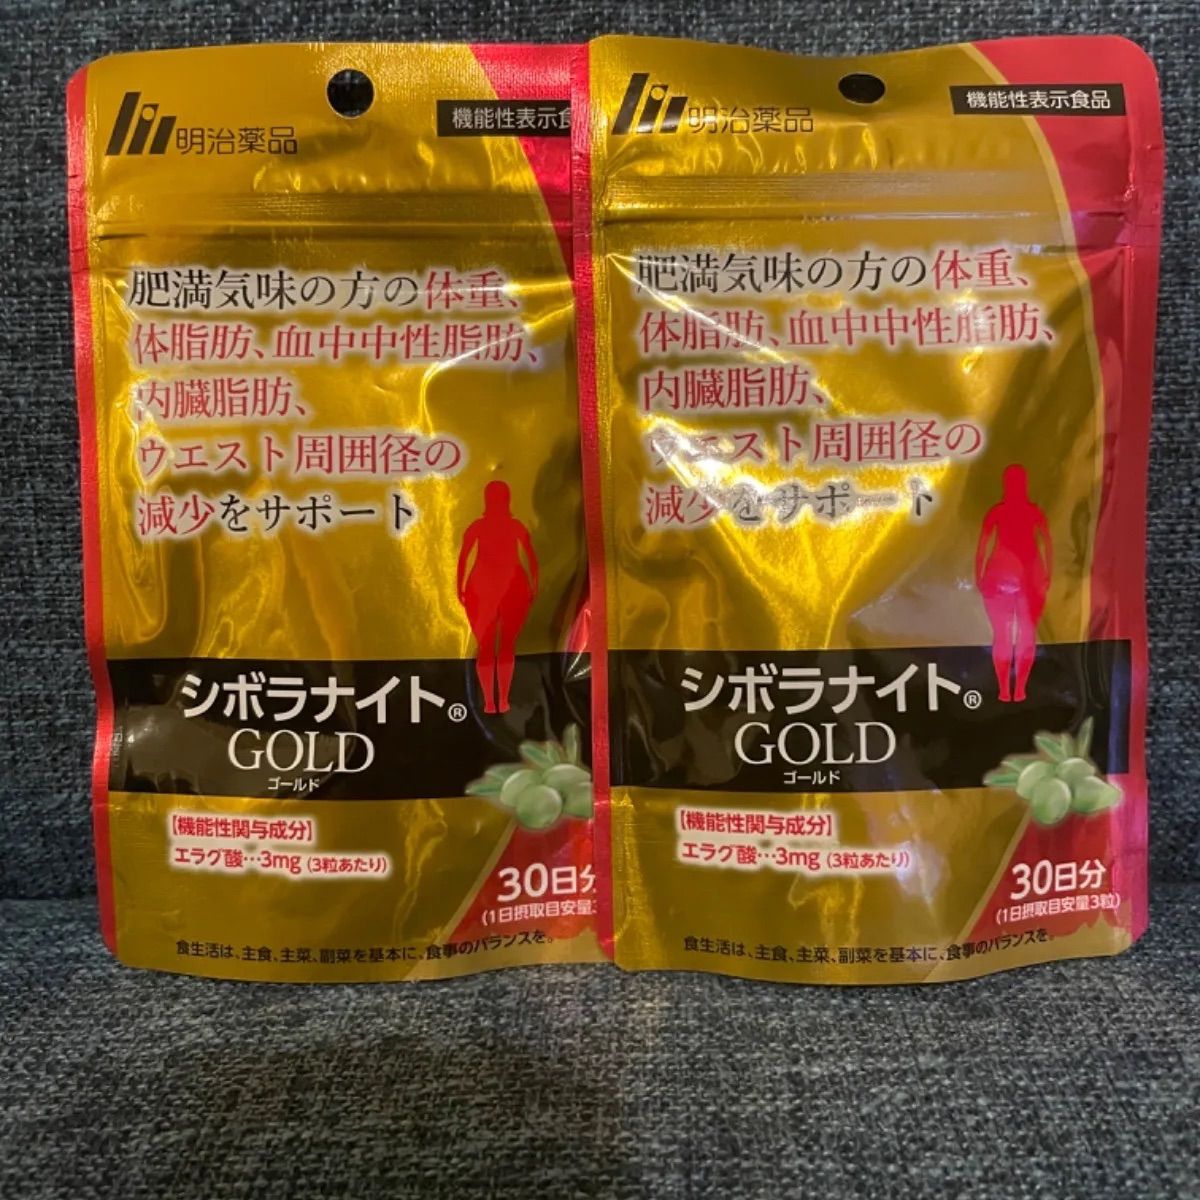 明治薬品
機能性表示食
肥満気味の方の体重、
体脂肪、血中中性脂肪、
内臓脂肪、
ウエスト周囲径の
減少をサポート
シボラナイト®
GOLD
ゴールド
【機能性関与成分】
エラグ酸…3mg（3粒あたり）
30日分
（1日摂取目安量3
食生活は、主食、主菜、副菜を基本に、食事のバランスを。
明治薬品
機能性表示食品
肥満気味の方の体重、
体脂肪、血中中性脂肪、
内臓脂肪、
ウエスト周囲径の
減少をサポート
シボラナイト®
GOLD
ゴールド
【機能性関与成分】
エラグ酸…3mg（3粒あたり）
30日分
（1日摂取目安量3粒）
食生活は、主食、主菜、副菜を基本に、食事のバランスを。